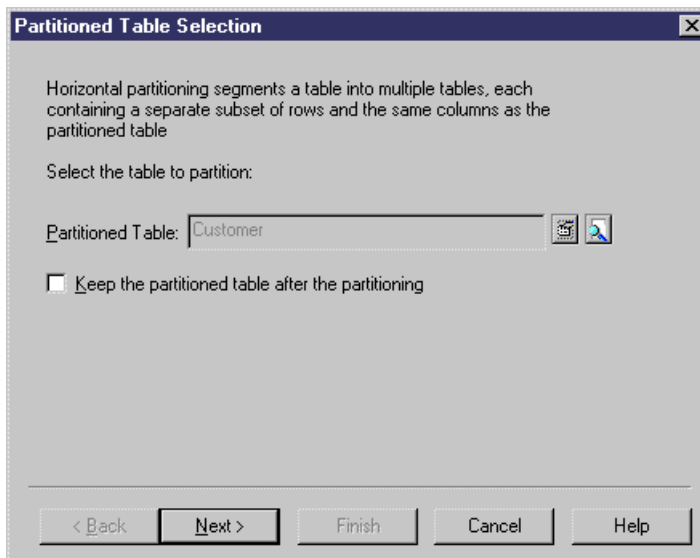 Partitioned Table Selection
Horizontal partitioning segments a table into multiple tables, each
containing a separate subset of rows and the same columns as the
partitioned table
Select the table to partition:
Partitioned Table: Customer
Keep the partitioned table after the partitioning
< Back Next > Finish Cancel Help